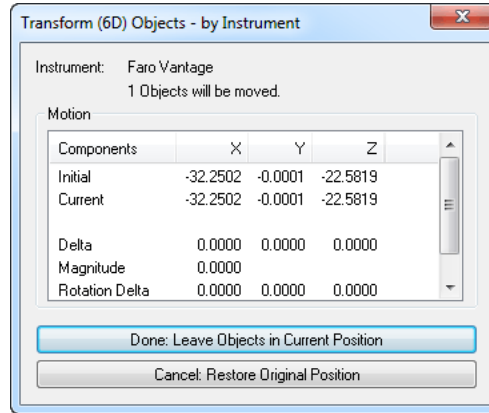 Transform (6D) Objects - by Instrument
Instrument: Faro Vantage
1 Objects will be moved.
Motion
Components X Y Z
Initial -32.2502 -0.0001 -22.5819
Current -32.2502 -0.0001 -22.5819
Delta 0.0000 0.0000 0.0000
Magnitude 0.0000
Rotation Delta 0.0000 0.0000 0.0000
Done: Leave Objects in Current Position
Cancel: Restore Original Position